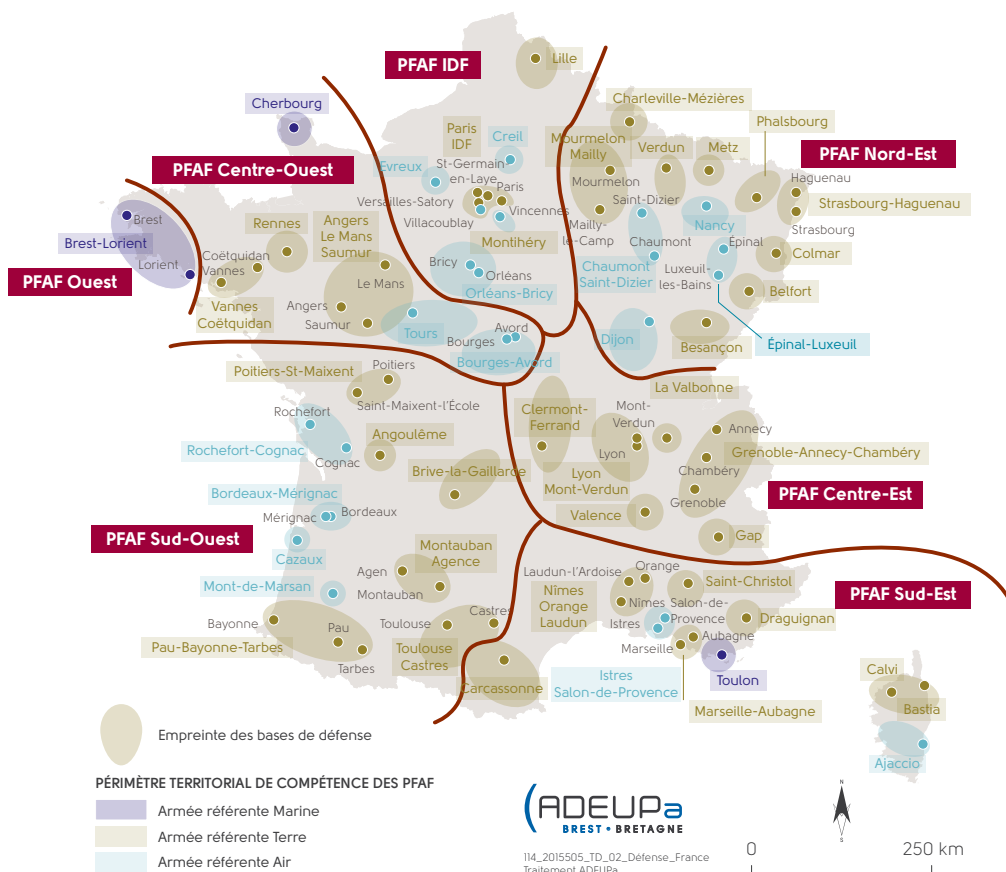 Lille
PFAF IDF
Charleville-Mézières
Cherbourg
Phalsbourg
Paris
IDF
Creil
Mourmelon
Mailly
Verdun
Metz
PFAF Nord-Est
PFAF Centre-Ouest
Evreux
St-Germain-
en-Laye
Paris
Mourmelon
Haguenau
Saint-Dizier
Versailles-Satory
Vincennes
Strasbourg-Haguenau
Brest
Rennes
Angers
Le Mans
Saumur
Villacoublay
Mailly-
le-Camp
Nancy
Strasbourg
Brest-Lorient
Montlhéry
Chaumont
Épinal
Colmar
Lorient
Coëtquidan
Vannes
Bricy
Orléans
Chaumont
Saint-Dizier
Luxeuil-
les-Bains
PFAF Ouest
Le Mans
Orléans-Bricy
Belfort
Vannes
Coëtquidan
Angers
Saumur
Tours
Avord
Bourges
Dijon
Besançon
Épinal-Luxeuil
Bourges-Avord
Poitiers-St-Maixent
Poitiers
La Valbonne
Saint-Maixent-l'École
Clermont-
Ferrand
Mont-
Verdun
Rochefort
Annecy
Angoulême
Rochefort-Cognac
Lyon
Grenoble-Annecy-Chambéry
Cognac
Brive-la-Gaillarde
Lyon
Mont-Verdun
Chambéry
Bordeaux-Mérignac
Grenoble
PFAF Centre-Est
Mérignac
Bordeaux
Valence
PFAF Sud-Ouest
Gap
Cazaux
Montauban
Agence
Agen
Laudun-l'Ardoise
Orange
Mont-de-Marsan
Montauban
Nîmes
Orange
Laudun
Saint-Christol
PFAF Sud-Est
Nîmes
Salon-de-
Provence
Bayonne
Pau
Toulouse
Castres
Istres
Draguignan
Aubagne
Pau-Bayonne-Tarbes
Toulouse
Castres
Marseille
Tarbes
Carcassonne
Istres
Salon-de-Provence
Toulon
Calvi
Marseille-Aubagne
Bastia
Ajaccio
Empreinte des bases de défense
PÉRIMÈTRE TERRITORIAL DE COMPÉTENCE DES PFAF
Armée référente Marine
Armée référente Terre
Armée référente Air
ADEUPa
BREST • BRETAGNE
114_2015505_TD_02_Défense_France
Traitement ADEUPa
N
S
0
250 km